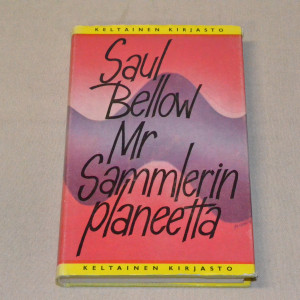 KELTAINEN KIRJASTO
Saul
Bellow
Mr
Sammlerin
planeetta
KELTAINEN KIRJASTO